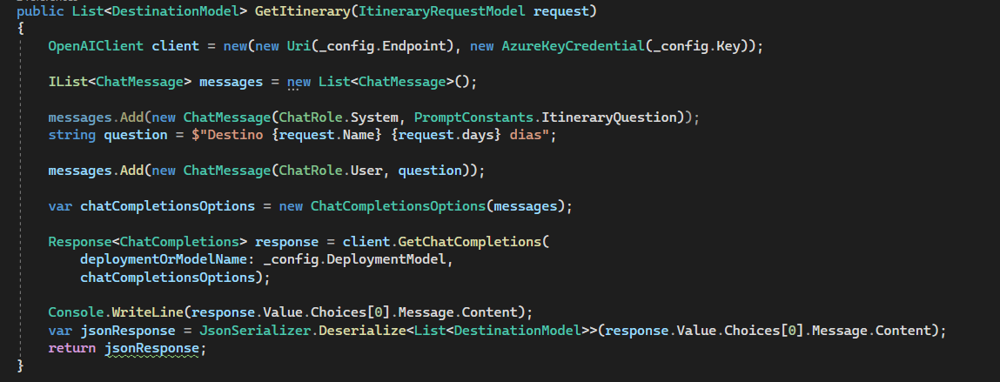 public List<DestinationModel> GetItinerary(ItineraryRequestModel request)
{
OpenAIClient client = new(new Uri(_config.Endpoint), new AzureKeyCredential(_config.Key));
IList<ChatMessage> messages = new List<ChatMessage>();
messages.Add(new ChatMessage(ChatRole.System, PromptConstants.ItineraryQuestion));
string question = $"Destino {request.Name} {request.days} dias";
messages.Add(new ChatMessage(ChatRole.User, question));
var chatCompletionsOptions = new ChatCompletionsOptions(messages);
Response<ChatCompletions> response = client.GetChatCompletions(
deploymentOrModelName: _config.DeploymentModel,
chatCompletionsOptions);
Console.WriteLine(response.Value.Choices[0].Message.Content);
var jsonResponse = JsonSerializer.Deserialize<List<DestinationModel>>(response.Value.Choices[0].Message.Content);
return jsonResponse;
}